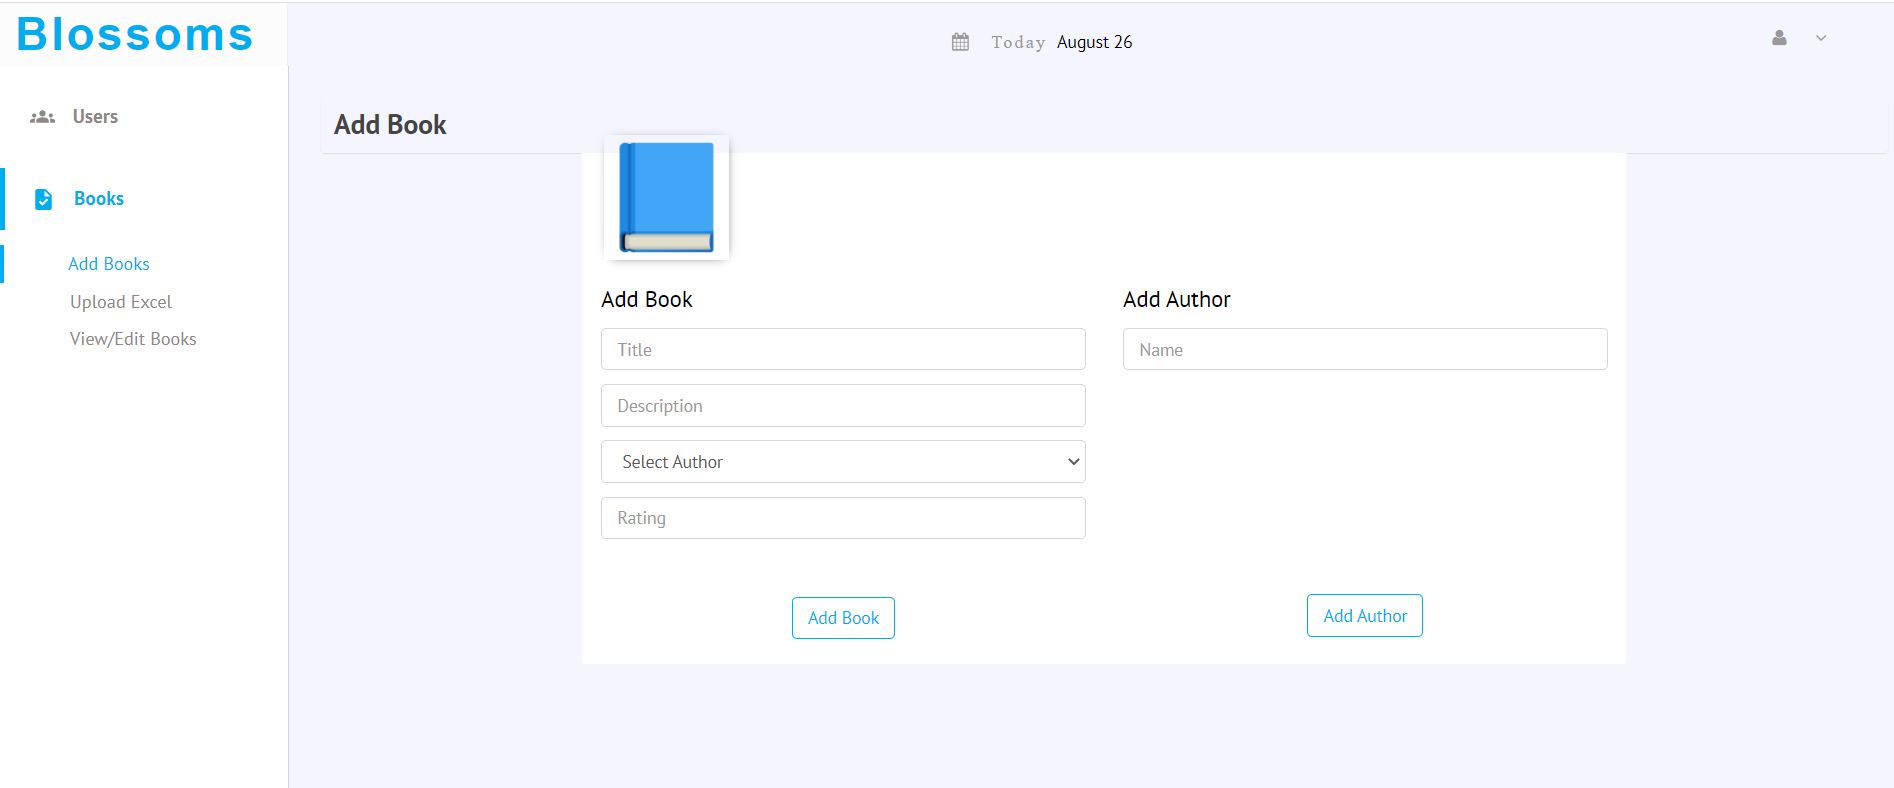 Blossoms
Today August 26
Users
Books
Add Books
Upload Excel
View/Edit Books
Add Book
Add Book
Title
Description
Select Author
Rating
Add Book
Add Author
Name
Add Author